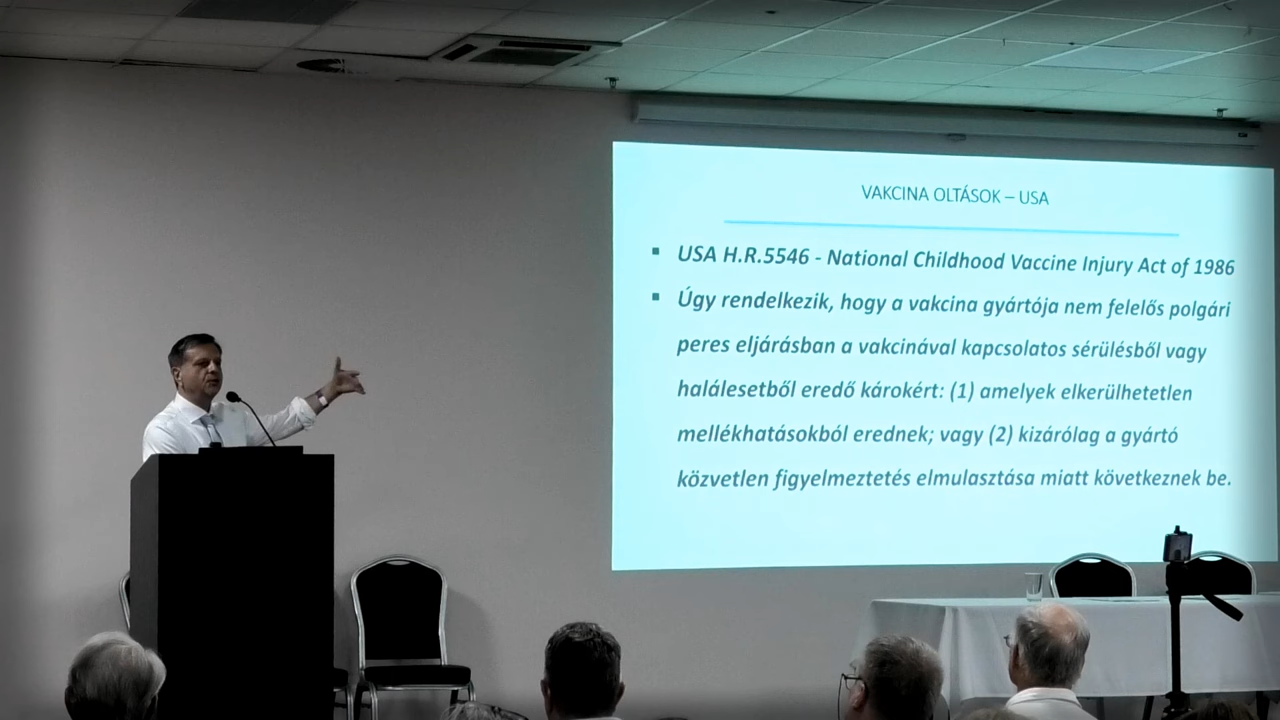 VAKCINA OLTÁSOK – USA
USA H.R.5546 - National Childhood Vaccine Injury Act of 1986
Úgy rendelkezik, hogy a vakcina gyártója nem felelős polgári
peres eljárásban a vakcinával kapcsolatos sérülésből vagy
halálesetből eredő károkért: (1) amelyek elkerülhetetlen
mellékhatásokból erednek; vagy (2) kizárólag a gyártó
közvetlen figyelmeztetés elmulasztása miatt következnek be.